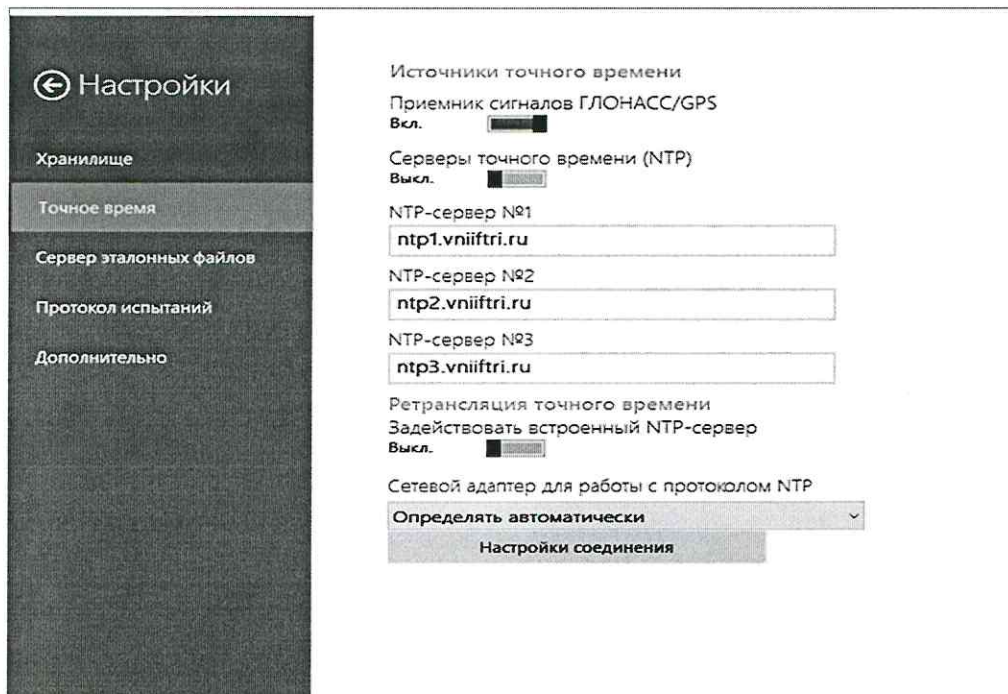 Настройки
Хранилище
Точное время
Сервер эталонных файлов
Протокол испытаний
Дополнительно
Источники точного времени
Приемник сигналов ГЛОНАСС/GPS
Вкл.
Серверы точного времени (NTP)
Выкл.
NTP-сервер №1
ntp1.vniiftri.ru
NTP-сервер №2
ntp2.vniiftri.ru
NTP-сервер №3
ntp3.vniiftri.ru
Ретрансляция точного времени
Задействовать встроенный NTP-сервер
Выкл.
Сетевой адаптер для работы с протоколом NTP
Определять автоматически
Настройки соединения